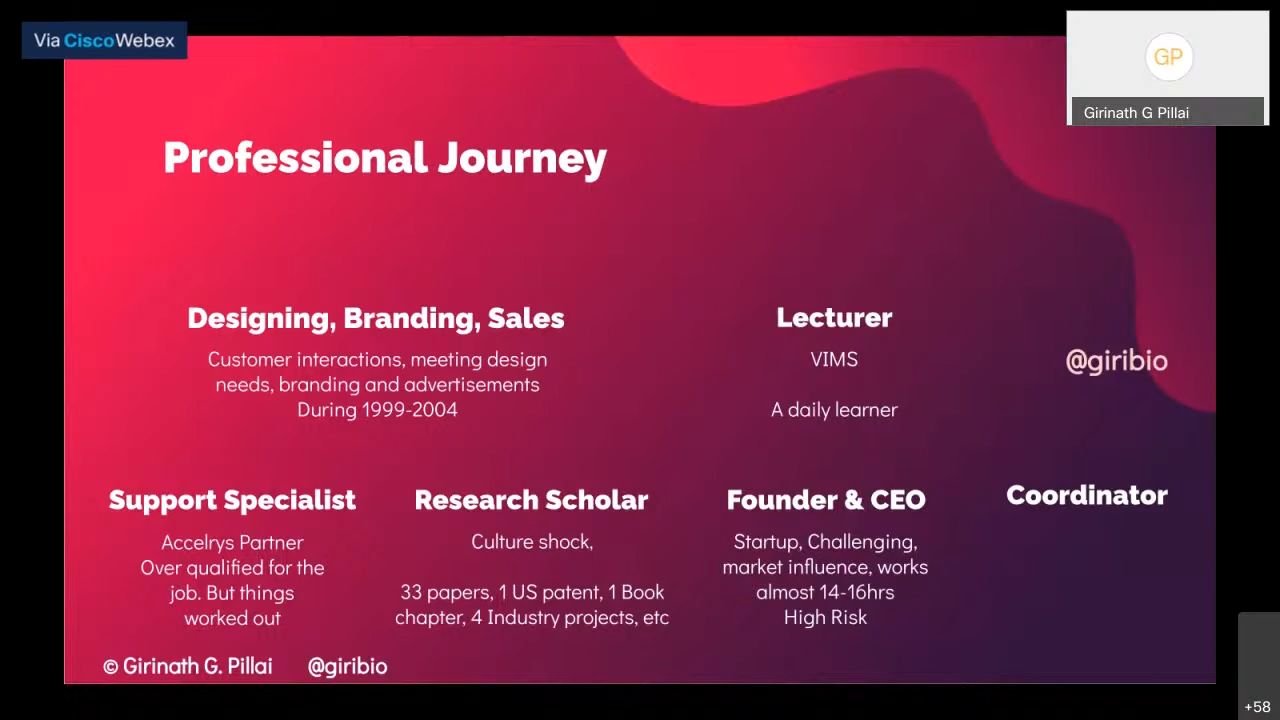 Via CiscoWebex
GP
Girinath G Pillai
Professional Journey
Designing, Branding, Sales
Customer interactions, meeting design
needs, branding and advertisements
During 1999-2004
Lecturer
VIMS
A daily learner
@giribio
Support Specialist
Accelrys Partner
Over qualified for the
job. But things
worked out
Research Scholar
Culture shock,
33 papers, 1 US patent, 1 Book
chapter, 4 Industry projects, etc
Founder & CEO
Startup, Challenging,
market influence, works
almost 14-16hrs
High Risk
Coordinator
© Girinath G. Pillai @giribio
+58